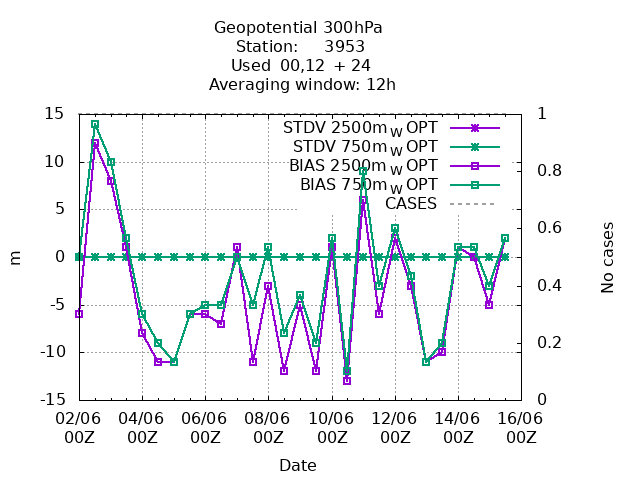 Geopotential 300hPa
Station: 3953
Used 00,12 + 24
Averaging window: 12h
15 1
STDV 2500m_W OPT
STDV 750m_W OPT
10 0.8
BIAS 2500m_W OPT
BIAS 750m_W OPT
CASES
5 0.6
m 0 No cases
-5 0.4
-10 0.2
-15 0
02/06 04/06 06/06 08/06 10/06 12/06 14/06 16/06
00Z 00Z 00Z 00Z 00Z 00Z 00Z 00Z
Date